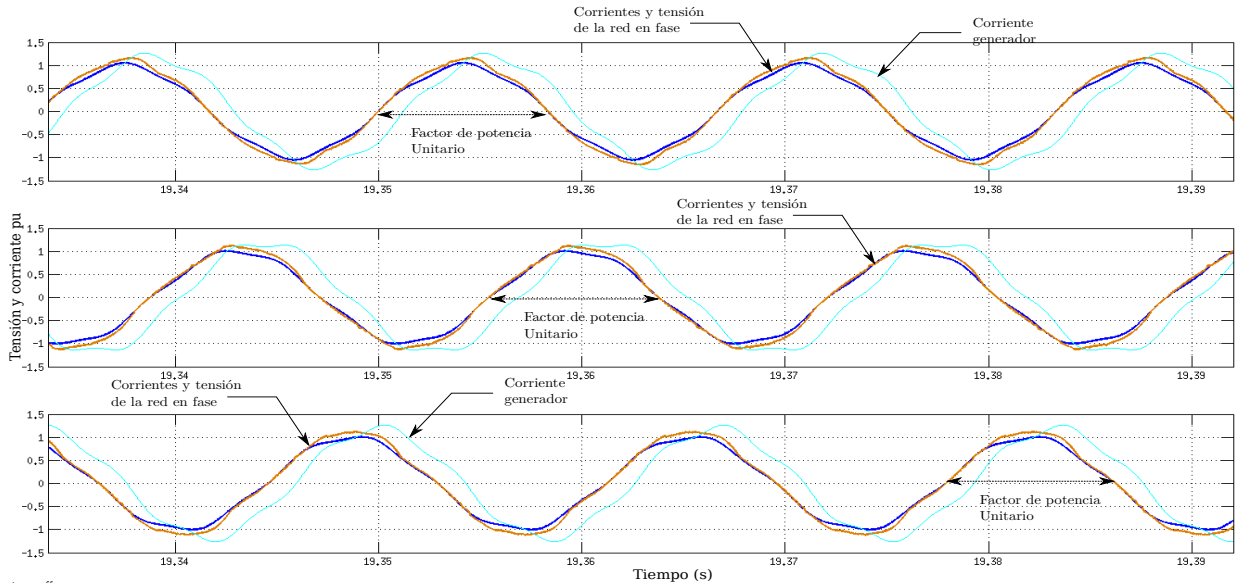 Corrientes y tensión
de la red en fase
Corriente
generador
1.5
1
0.5
0
-0.5
-1
-1.5
Factor de potencia
Unitario
19.34
19.35
19.36
19.37
19.38
19.39
Corrientes y tensión
de la red en fase
Tensión y corriente pu
1.5
1
0.5
0
-0.5
-1
-1.5
Factor de potencia
Unitario
19.34
19.35
19.36
19.37
19.38
19.39
Corrientes y tensión
de la red en fase
Corriente
generador
1.5
1
0.5
0
-0.5
-1
-1.5
Factor de potencia
Unitario
19.34
19.35
19.36
19.37
19.38
19.39
Tiempo (s)